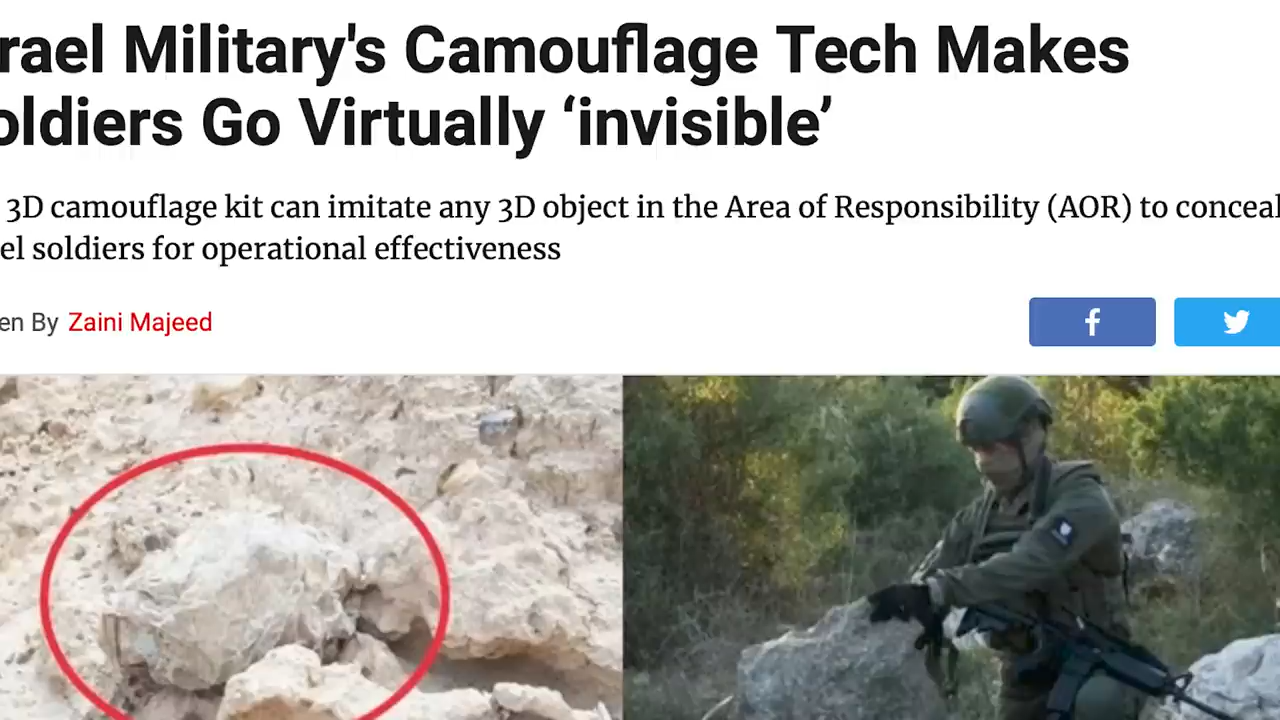 rael Military's Camouflage Tech Makes
oldiers Go Virtually ‘invisible’
3D camouflage kit can imitate any 3D object in the Area of Responsibility (AOR) to conceal
el soldiers for operational effectiveness
en By Zaini Majeed
f